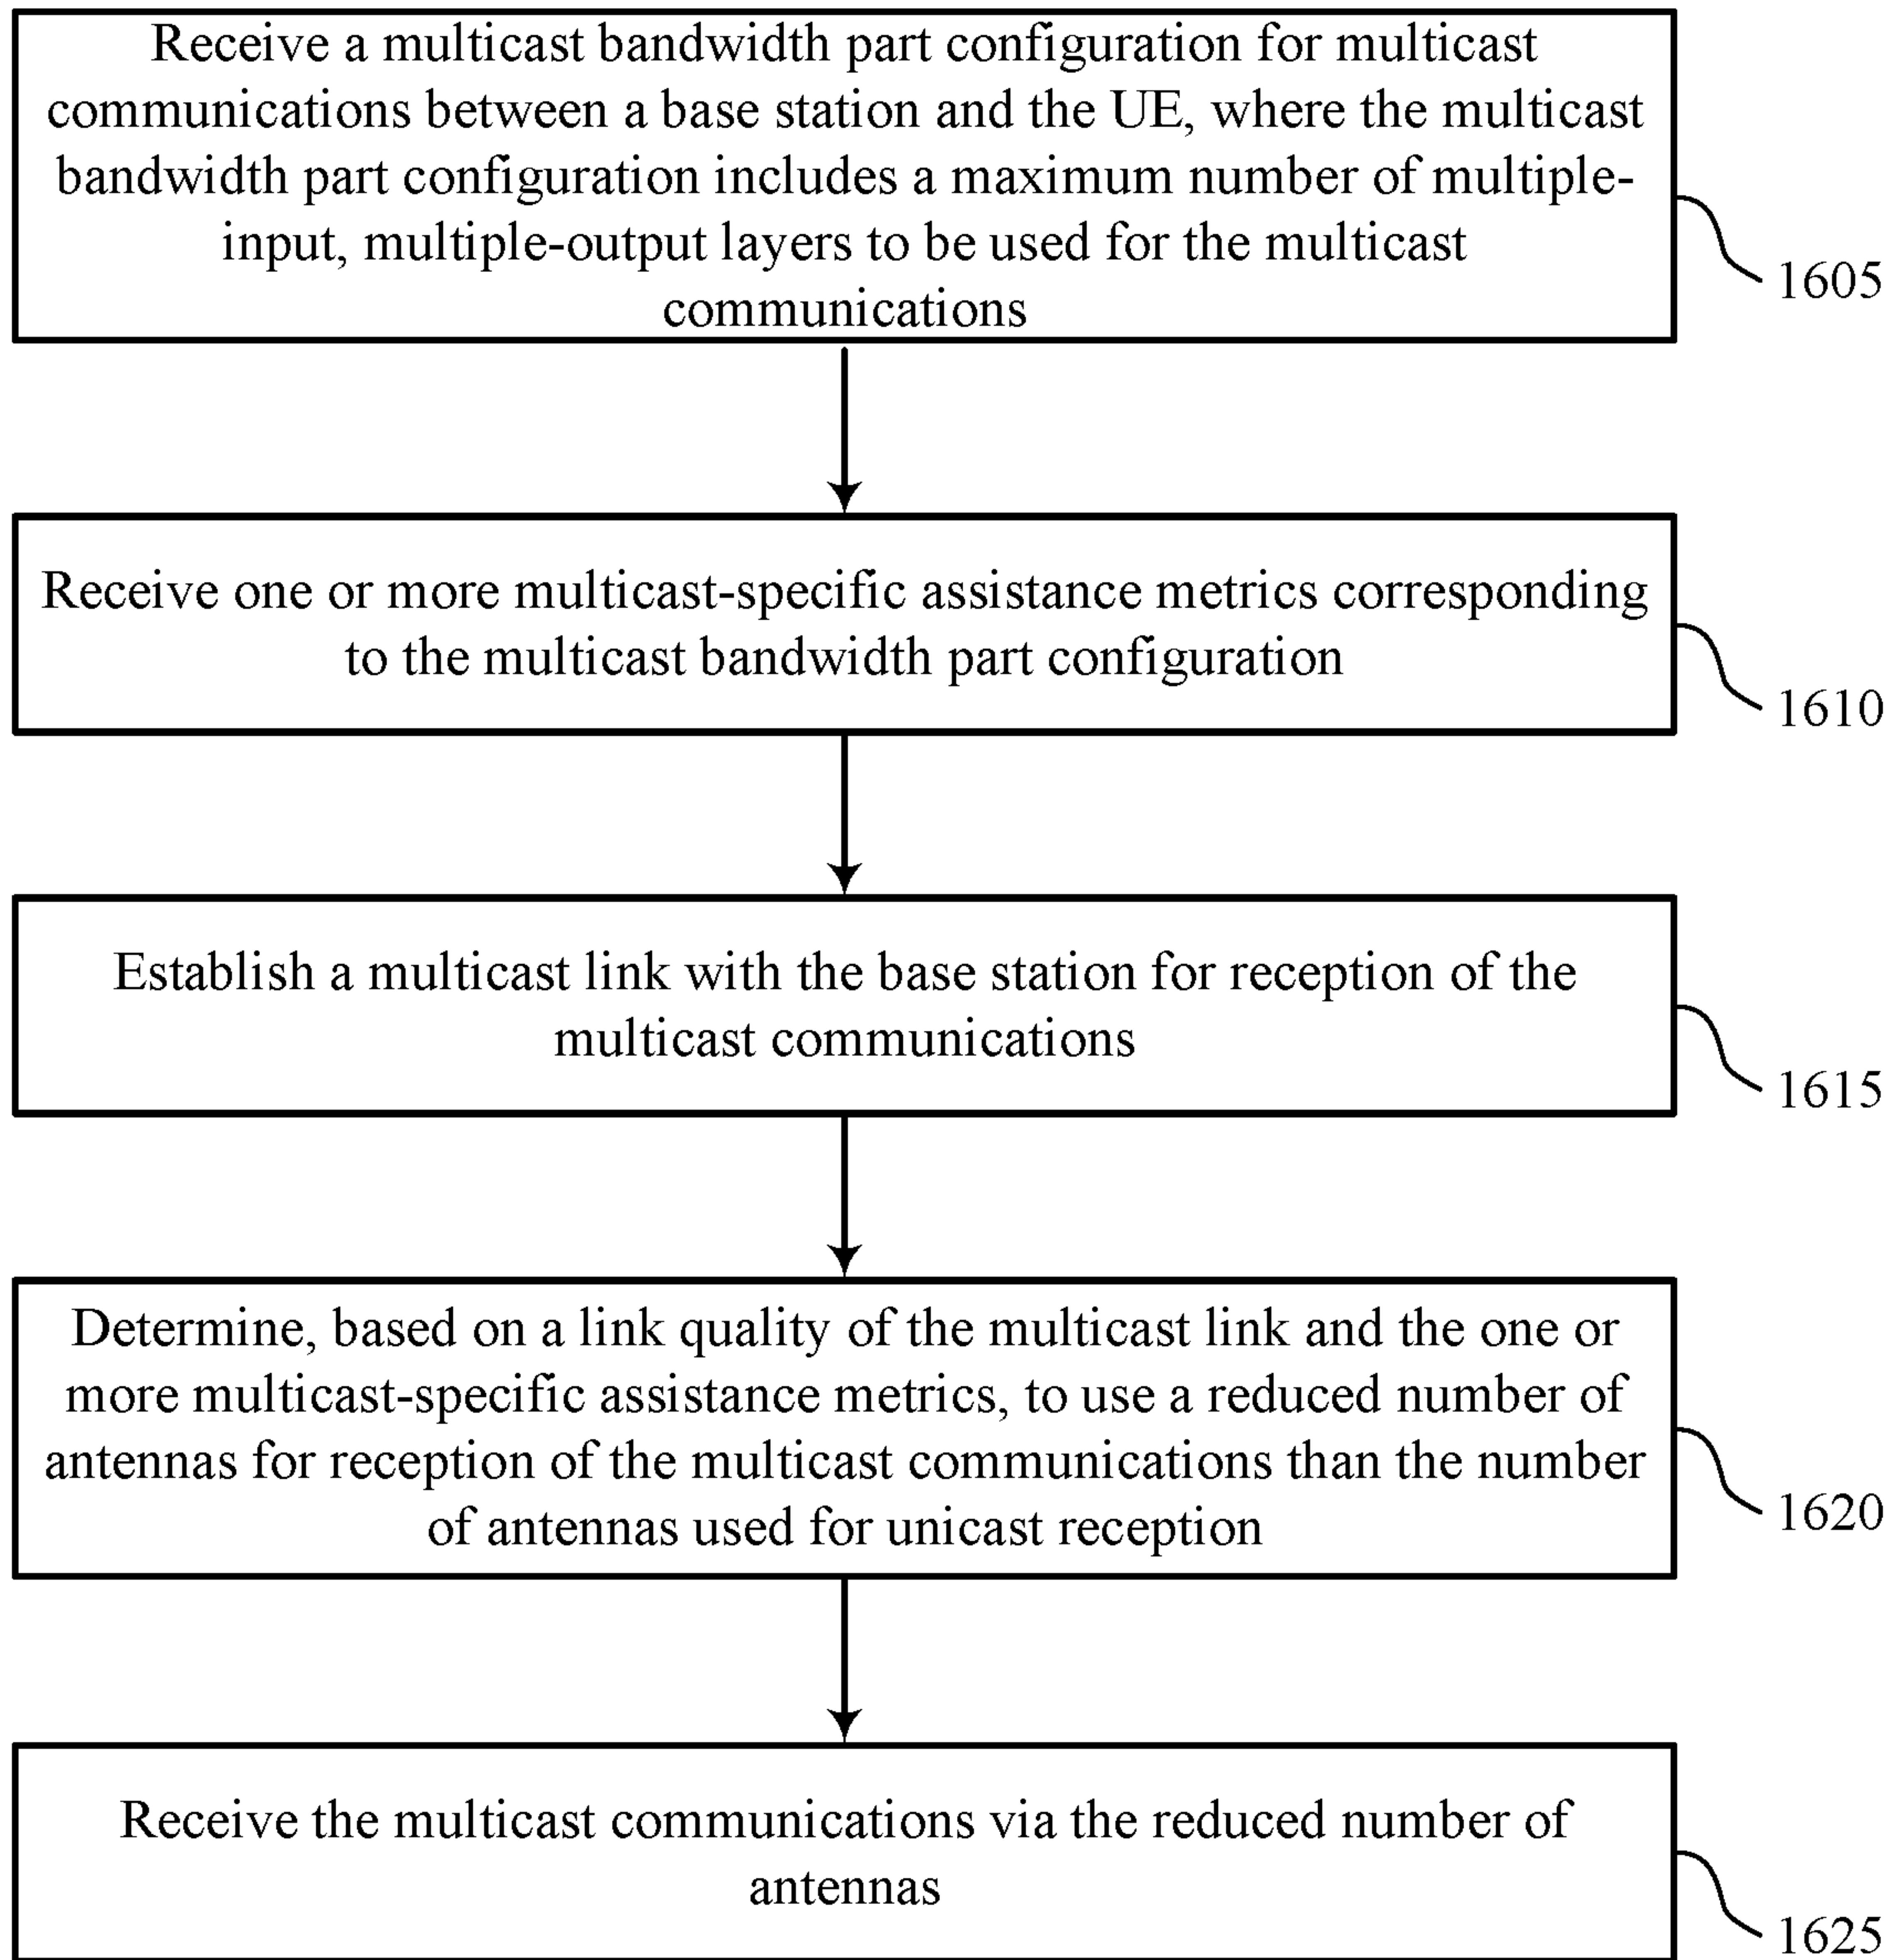 Receive a multicast bandwidth part configuration for multicast
communications between a base station and the UE, where the multicast
bandwidth part configuration includes a maximum number of multiple-
input, multiple-output layers to be used for the multicast
communications
1605
Receive one or more multicast-specific assistance metrics corresponding
to the multicast bandwidth part configuration
1610
Establish a multicast link with the base station for reception of the
multicast communications
1615
Determine, based on a link quality of the multicast link and the one or
more multicast-specific assistance metrics, to use a reduced number of
antennas for reception of the multicast communications than the number
of antennas used for unicast reception
1620
Receive the multicast communications via the reduced number of
antennas
1625